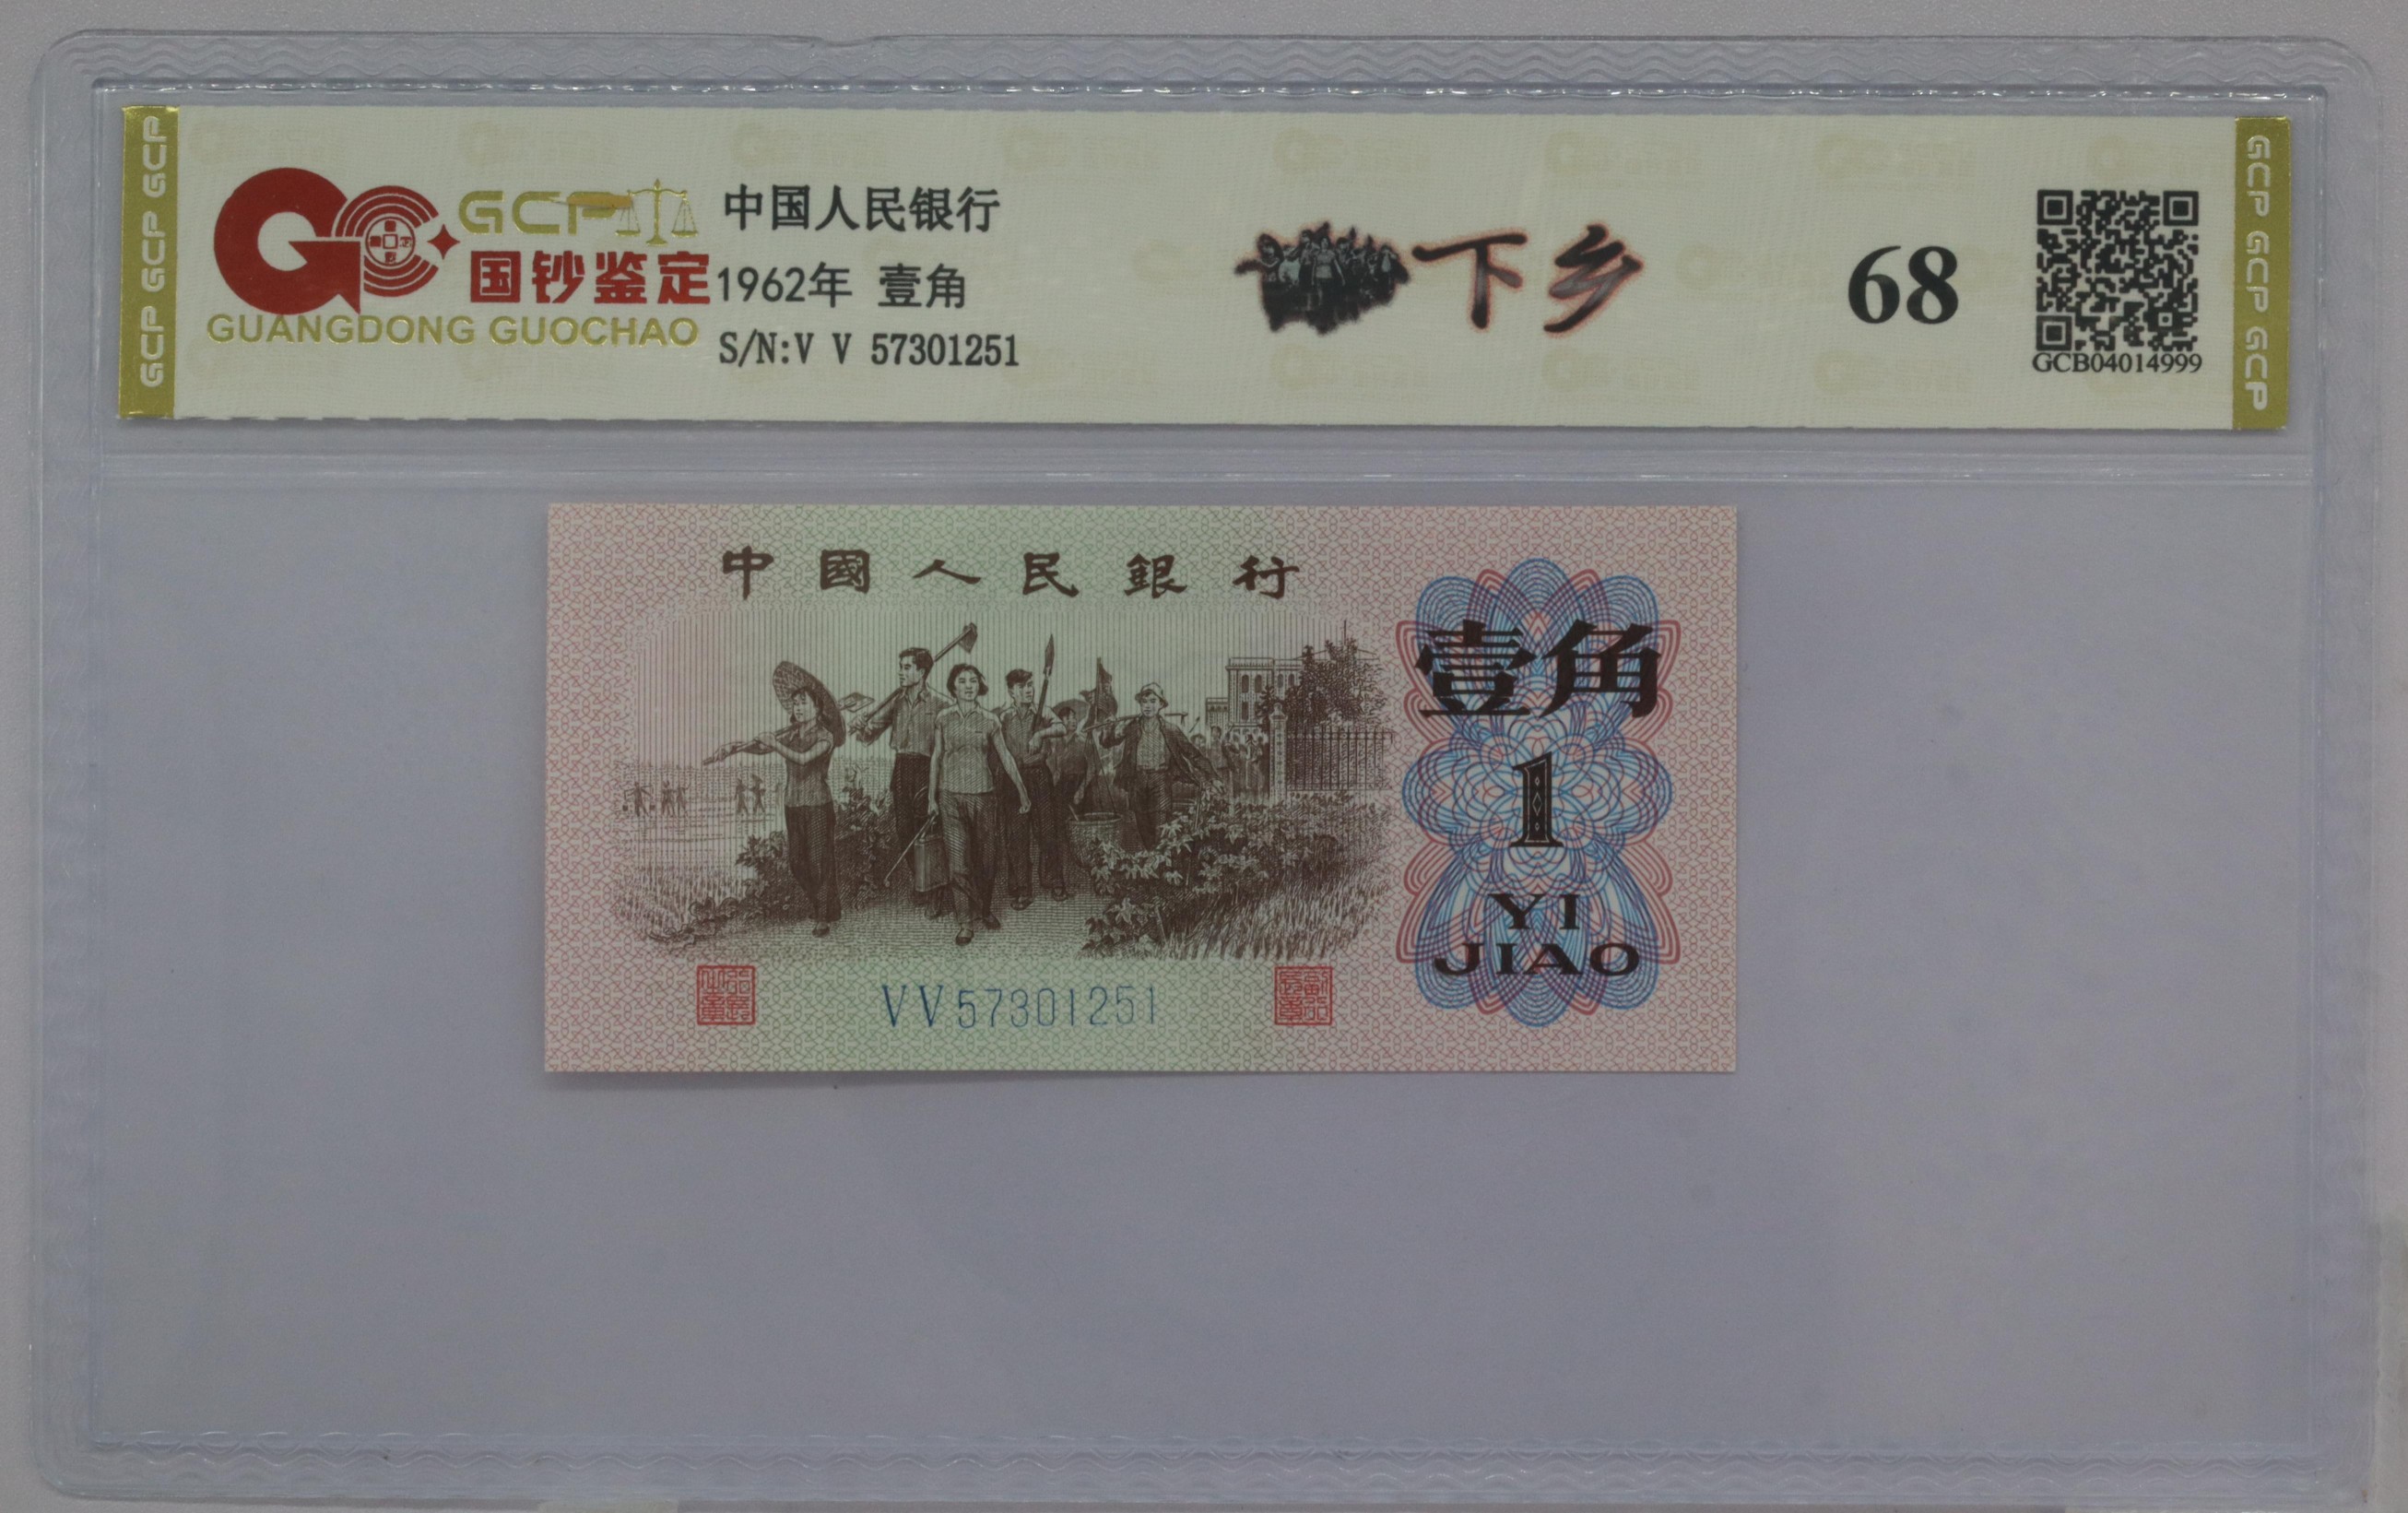 GCP GCP GCP
GCP
国钞鉴定
GUANGDONG GUOCHAO
中国人民银行
1962年 壹角
S/N:V V 57301251
下乡
68
GCB04014999
GCP GCP GCP
中國人民銀行
壹角
1
YI
JIAO
VV57301251